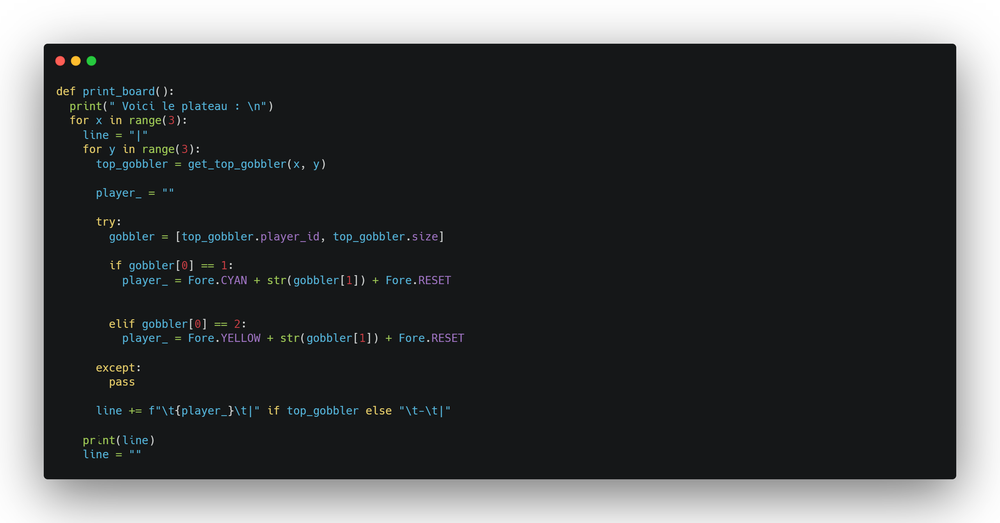 def print_board():
  print(" Voici le plateau : \n")
  for x in range(3):
    line = "|"
    for y in range(3):
      top_gobbler = get_top_gobbler(x, y)
      player_ = ""
      try:
        gobbler = [top_gobbler.player_id, top_gobbler.size]
        if gobbler[0] == 1:
          player_ = Fore.CYAN + str(gobbler[1]) + Fore.RESET
        elif gobbler[0] == 2:
          player_ = Fore.YELLOW + str(gobbler[1]) + Fore.RESET
      except:
        pass
      line += f"\t{player_}\t|" if top_gobbler else "\t-\t|"
    print(line)
    line = ""